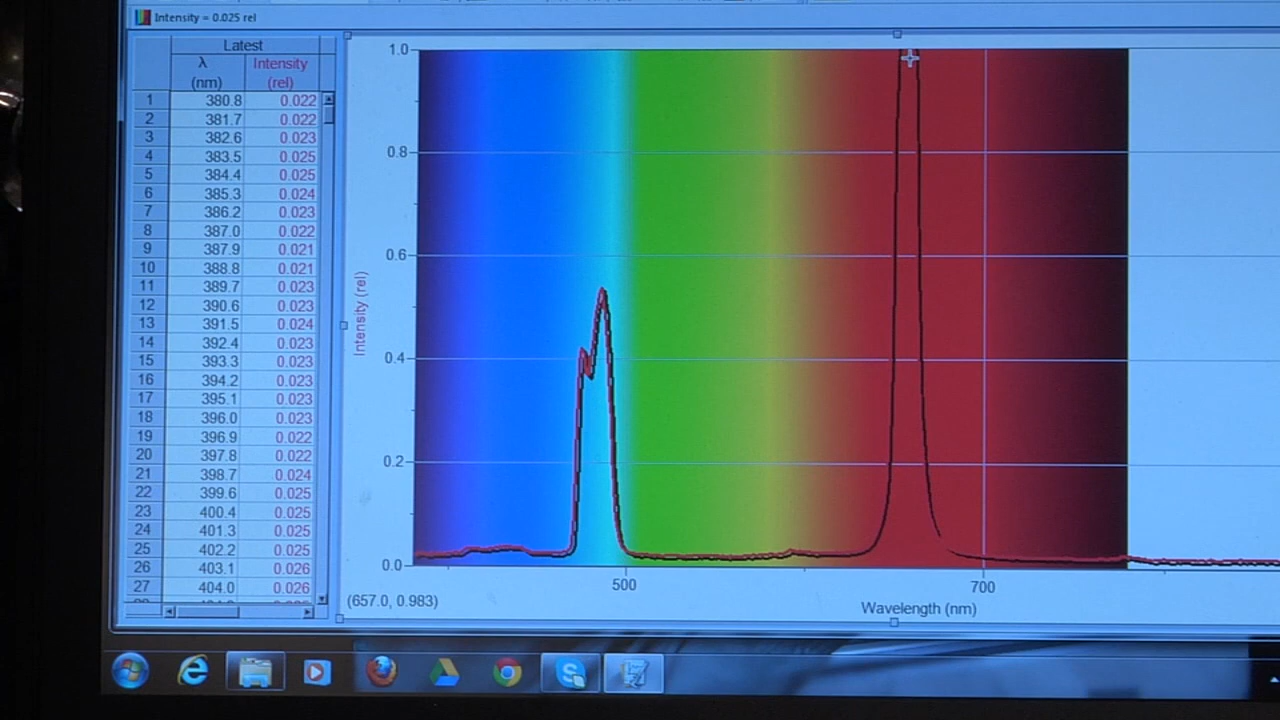 Intensity = 0.025 rel
Latest
λ Intensity
(nm) (rel)
1 380.8 0.022
2 381.7 0.022
3 382.6 0.023
4 383.5 0.025
5 384.4 0.025
6 385.3 0.024
7 386.2 0.023
8 387.0 0.022
9 387.9 0.021
10 388.8 0.021
11 389.7 0.023
12 390.6 0.023
13 391.5 0.024
14 392.4 0.023
15 393.3 0.023
16 394.2 0.023
17 395.1 0.023
18 396.0 0.023
19 396.9 0.022
20 397.8 0.022
21 398.7 0.024
22 399.6 0.025
23 400.4 0.025
24 401.3 0.025
25 402.2 0.025
26 403.1 0.026
27 404.0 0.026
1.0
0.8
0.6
0.4
0.2
0.0
Intensity (rel)
500 700
(657.0, 0.983)
Wavelength (nm)